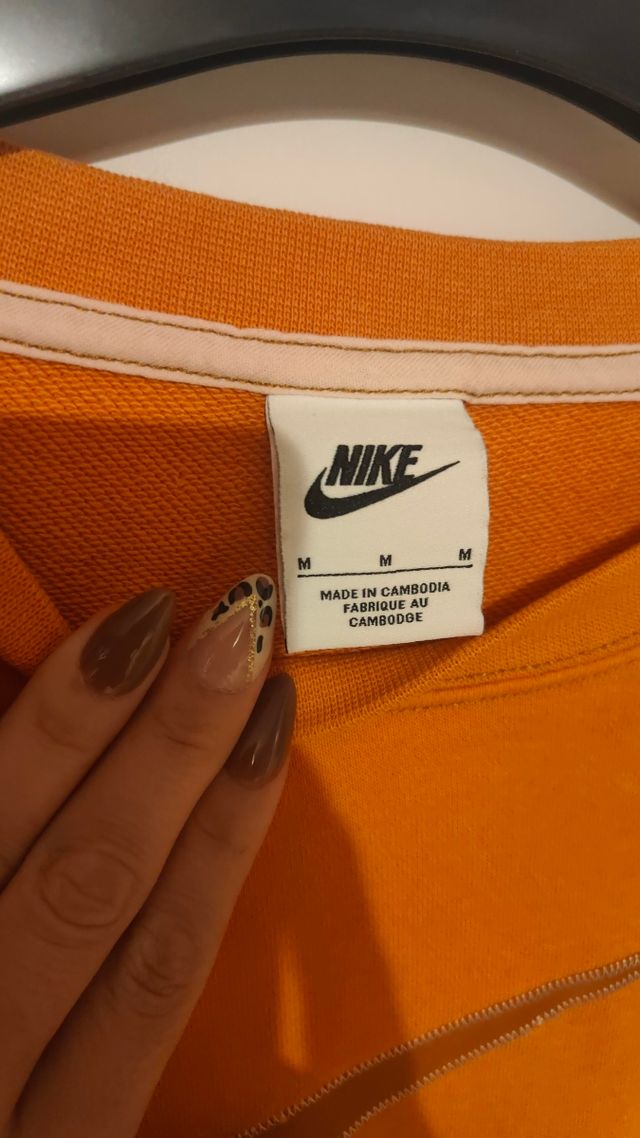 NIKE
M M M
MADE IN CAMBODIA
FABRIQUE AU
CAMBODGE